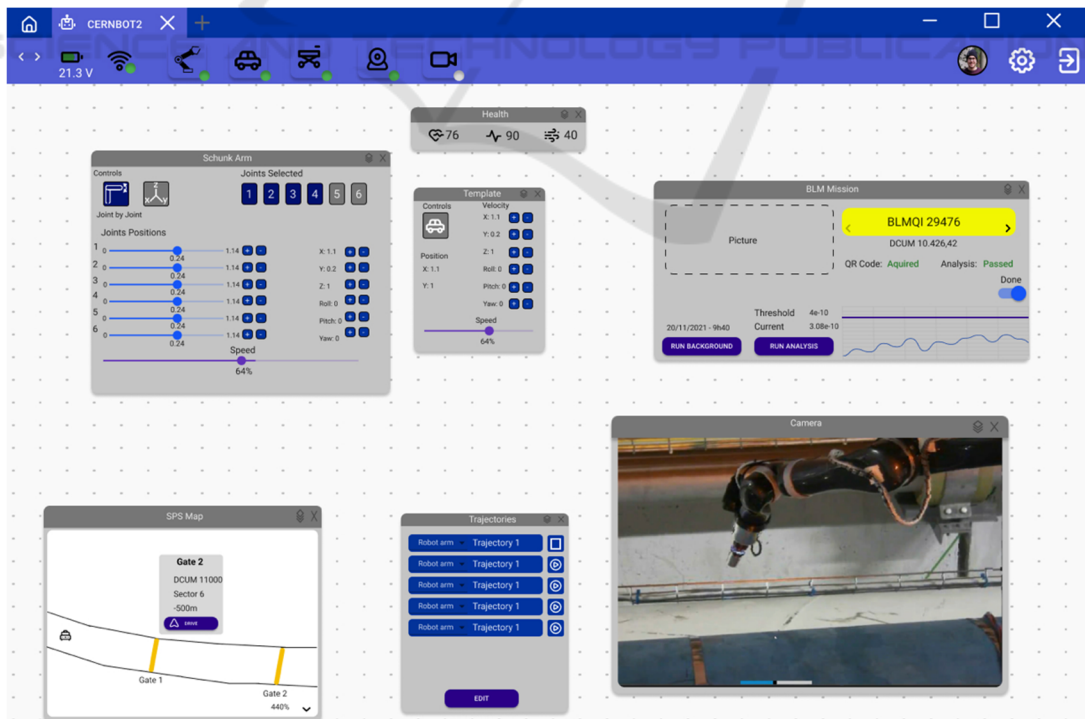 CERNBOT2
SCIENCE AND TECHNOLOGY PUBLICATIONS
21.3 V
Health
76 90 40
Schunk Arm
Controls
Joints Selected
X Z
X Y
1 2 3 4 5 6
Joint by Joint
Joints Positions
1 0 0.24 1.14 + - X: 1.1 + -
2 0 0.24 1.14 + - Y: 0.2 + -
3 0 0.24 1.14 + - Z: 1 + -
4 0 0.24 1.14 + - Roll: 0 + -
5 0 0.24 1.14 + - Pitch: 0 + -
6 0 0.24 1.14 + - Yaw: 0 + -
Speed
64%
Template
Controls
Velocity
X: 1.1 + -
Y: 0.2 + -
Position
Z: 1 + -
X: 1.1
Roll: 0 + -
Y: 1
Pitch: 0 + -
Yaw: 0 + -
Speed
64%
BLM Mission
Picture
BLMQI 29476
DCUM 10.426,42
QR Code: Aquired Analysis: Passed
Done
Threshold 4e-10
20/11/2021 - 9h40 Current 3.08e-10
RUN BACKGROUND RUN ANALYSIS
SPS Map
Gate 2
DCUM 11000
Sector 6
-500m
DRIVE
Gate 1
Gate 2
440%
Trajectories
Robot arm Trajectory 1
Robot arm Trajectory 1
Robot arm Trajectory 1
Robot arm Trajectory 1
Robot arm Trajectory 1
EDIT
Camera